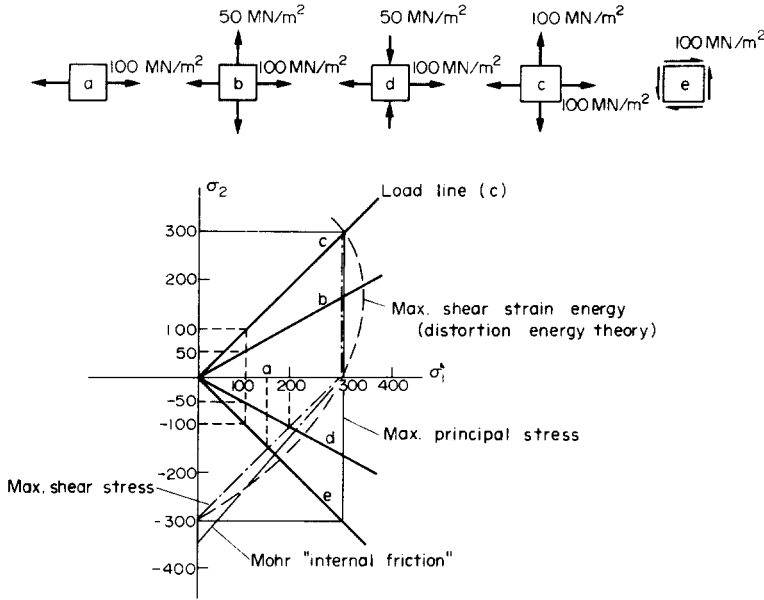 50 MN/m² 50 MN/m² 100 MN/m²
100 MN/m² 100 MN/m² 100 MN/m² 100 MN/m² 100 MN/m²
a b d c e
σ₂
Load line (c)
300
c
200
b
Max. shear strain energy
(distortion energy theory)
100
50
a
100 200 300 400 σ₁
-50
-100
Max. principal stress
d
-200
Max. shear stress
e
-300
Mohr "internal friction"
-400